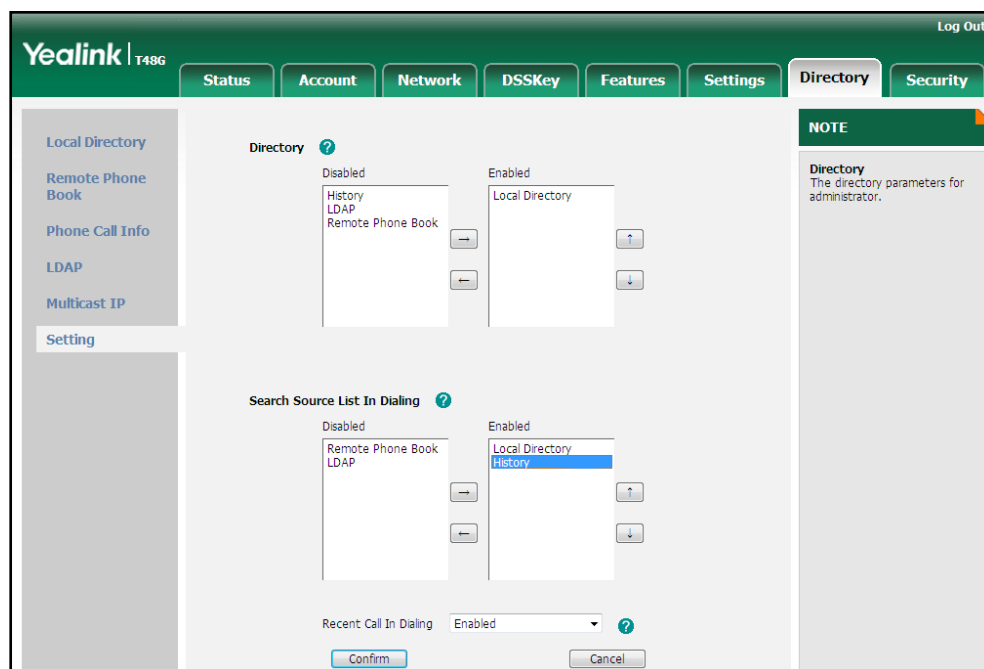 Log Out
Yealink T48G
Status Account Network DSSKey Features Settings Directory Security
Local Directory
Remote Phone
Book
Phone Call Info
LDAP
Multicast IP
Setting
Directory ?
Disabled Enabled
History
LDAP
Remote Phone Book
→
←
Local Directory
↑
↓
Search Source List In Dialing ?
Disabled Enabled
Remote Phone Book
LDAP
→
←
Local Directory
History
↑
↓
Recent Call In Dialing Enabled ?
Confirm Cancel
NOTE
Directory
The directory parameters for
administrator.